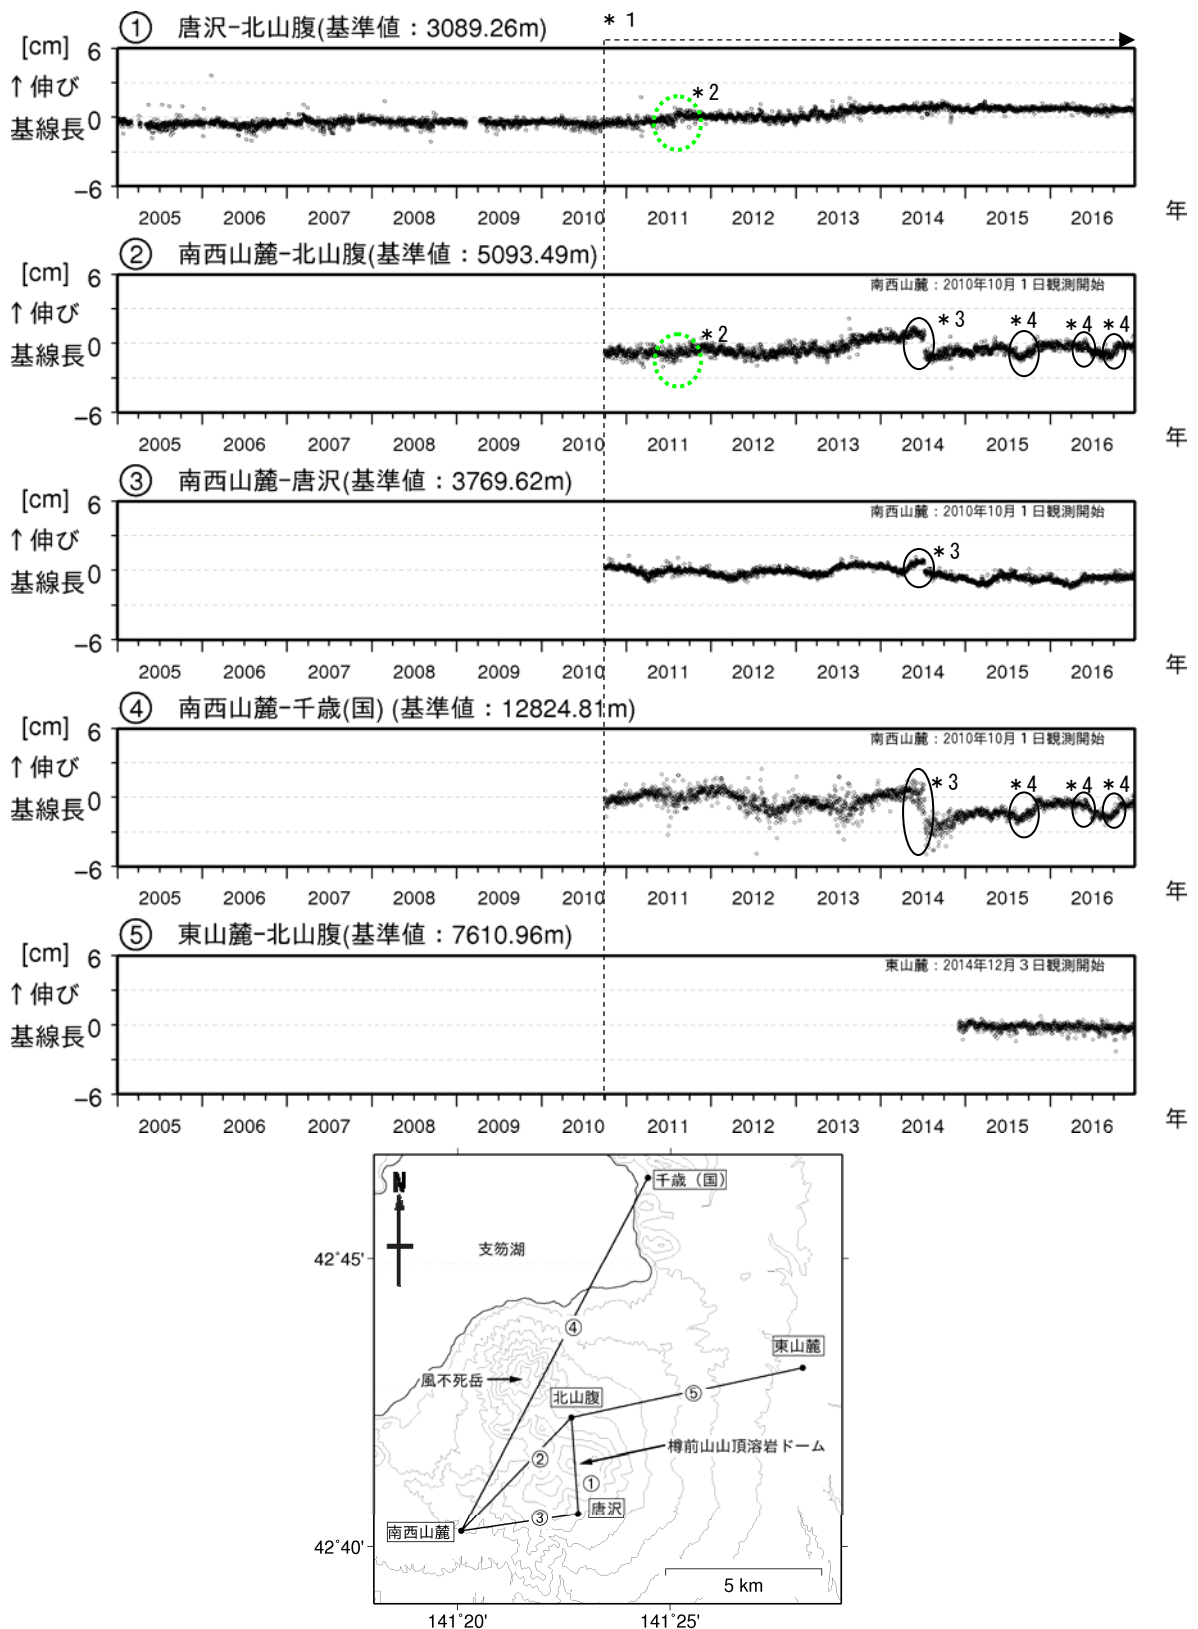 ① 唐沢−北山腹(基準値：3089.26m)
＊1
[cm]
6
↑伸び
＊2
基線長
0
−6
2005 2006 2007 2008 2009 2010 2011 2012 2013 2014 2015 2016
年
② 南西山麓−北山腹(基準値：5093.49m)
[cm]
6
南西山麓：2010年10月1日観測開始
↑伸び
＊2 ＊3 ＊4 ＊4 ＊4
基線長
0
−6
2005 2006 2007 2008 2009 2010 2011 2012 2013 2014 2015 2016
年
③ 南西山麓−唐沢(基準値：3769.62m)
[cm]
6
南西山麓：2010年10月1日観測開始
↑伸び
＊3
基線長
0
−6
2005 2006 2007 2008 2009 2010 2011 2012 2013 2014 2015 2016
年
④ 南西山麓−千歳(国) (基準値：12824.81m)
[cm]
6
南西山麓：2010年10月1日観測開始
↑伸び
＊3 ＊4 ＊4 ＊4
基線長
0
−6
2005 2006 2007 2008 2009 2010 2011 2012 2013 2014 2015 2016
年
⑤ 東山麓−北山腹(基準値：7610.96m)
[cm]
6
東山麓：2014年12月3日観測開始
↑伸び
基線長
0
−6
2005 2006 2007 2008 2009 2010 2011 2012 2013 2014 2015 2016
年
N
千歳（国）
支笏湖
42˚45'
④
東山麓
風不死岳
北山腹
⑤
樽前山山頂溶岩ドーム
②
①
唐沢
③
南西山麓
42˚40'
5 km
141˚20' 141˚25'